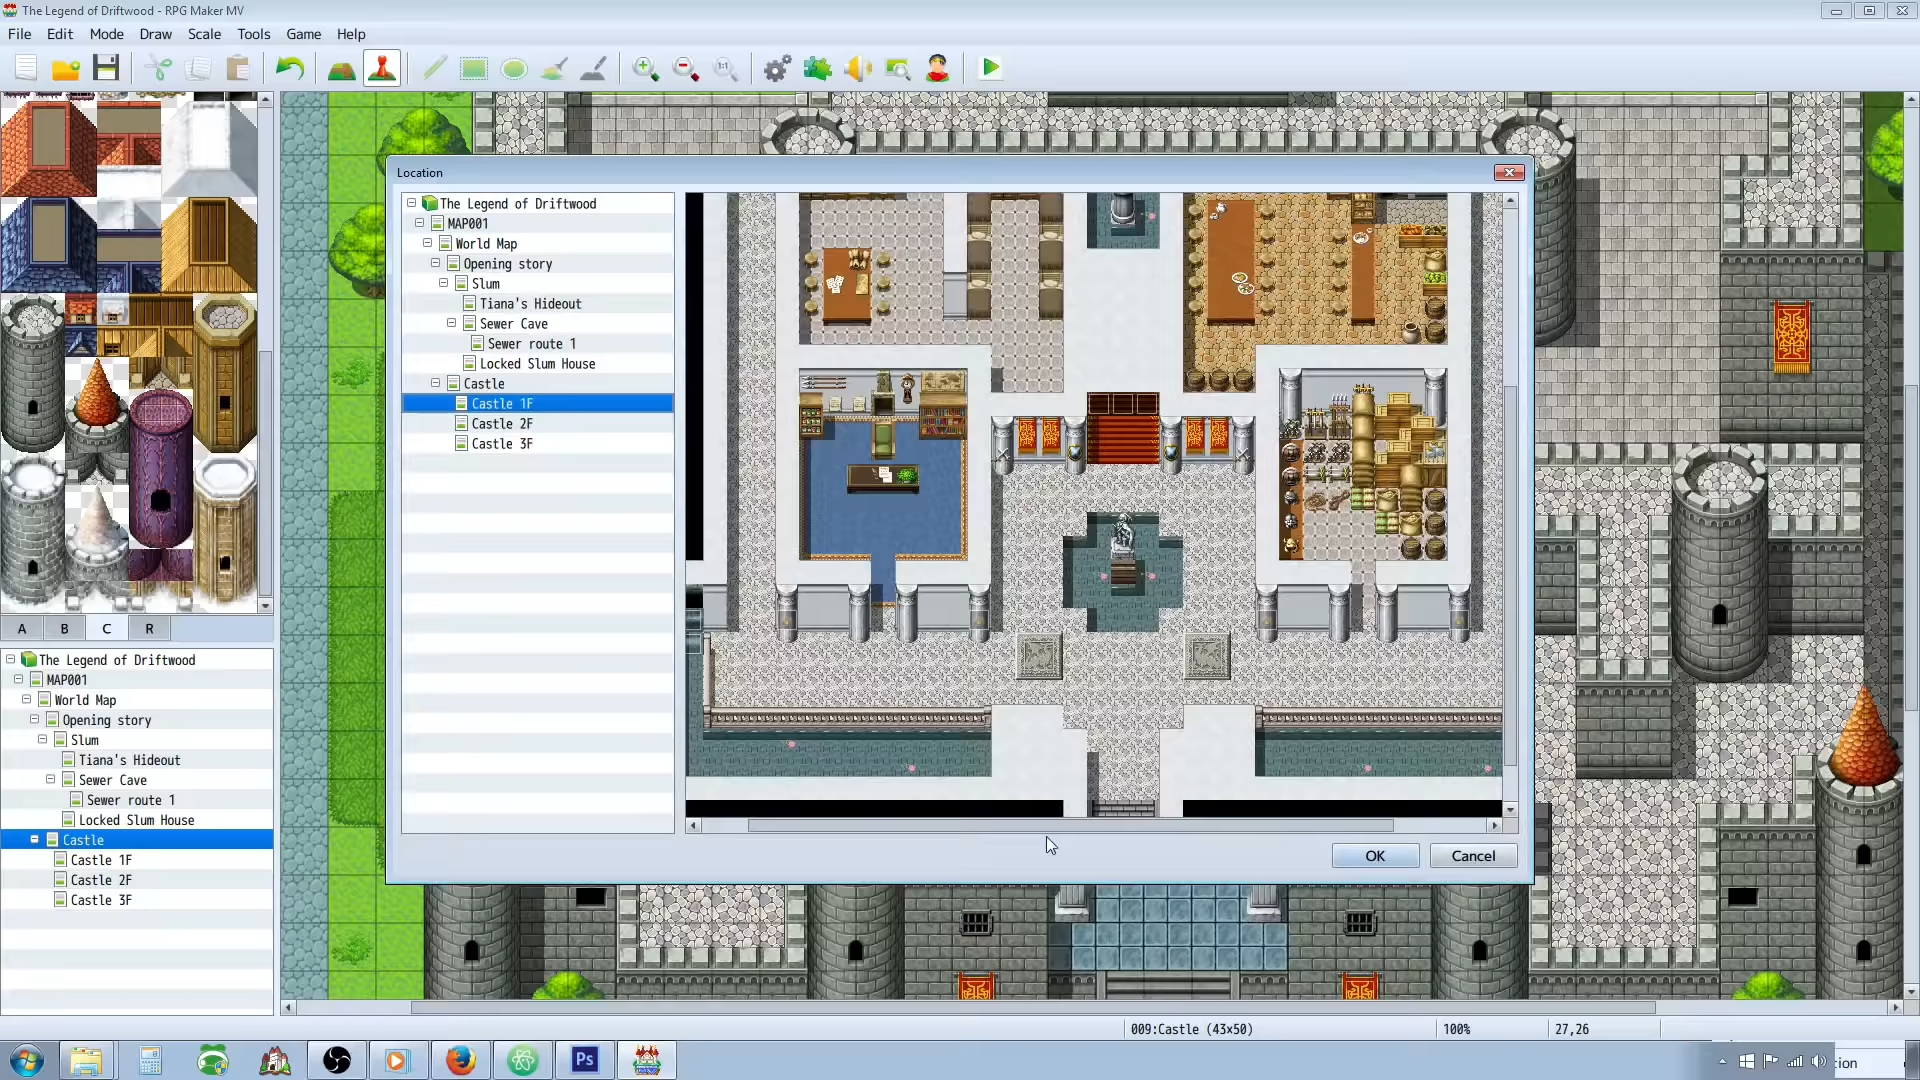 The Legend of Driftwood - RPG Maker MV
File Edit Mode Draw Scale Tools Game Help
1:1
Location
The Legend of Driftwood
MAP001
World Map
Opening story
Slum
Tiana's Hideout
Sewer Cave
Sewer route 1
Locked Slum House
Castle
Castle 1F
Castle 2F
Castle 3F
OK Cancel
A B C R
The Legend of Driftwood
MAP001
World Map
Opening story
Slum
Tiana's Hideout
Sewer Cave
Sewer route 1
Locked Slum House
Castle
Castle 1F
Castle 2F
Castle 3F
009:Castle (43x50) 100% 27,26
Ps
tion